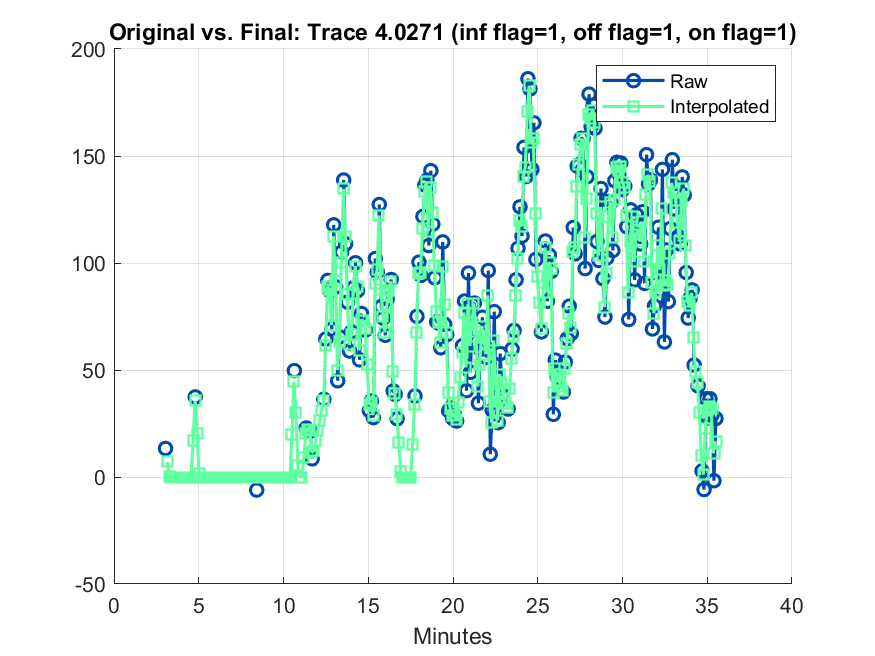 Original vs. Final: Trace 4.0271 (inf flag=1, off flag=1, on flag=1)
200
150
100
50
0
-50
Raw
Interpolated
0 5 10 15 20 25 30 35 40
Minutes